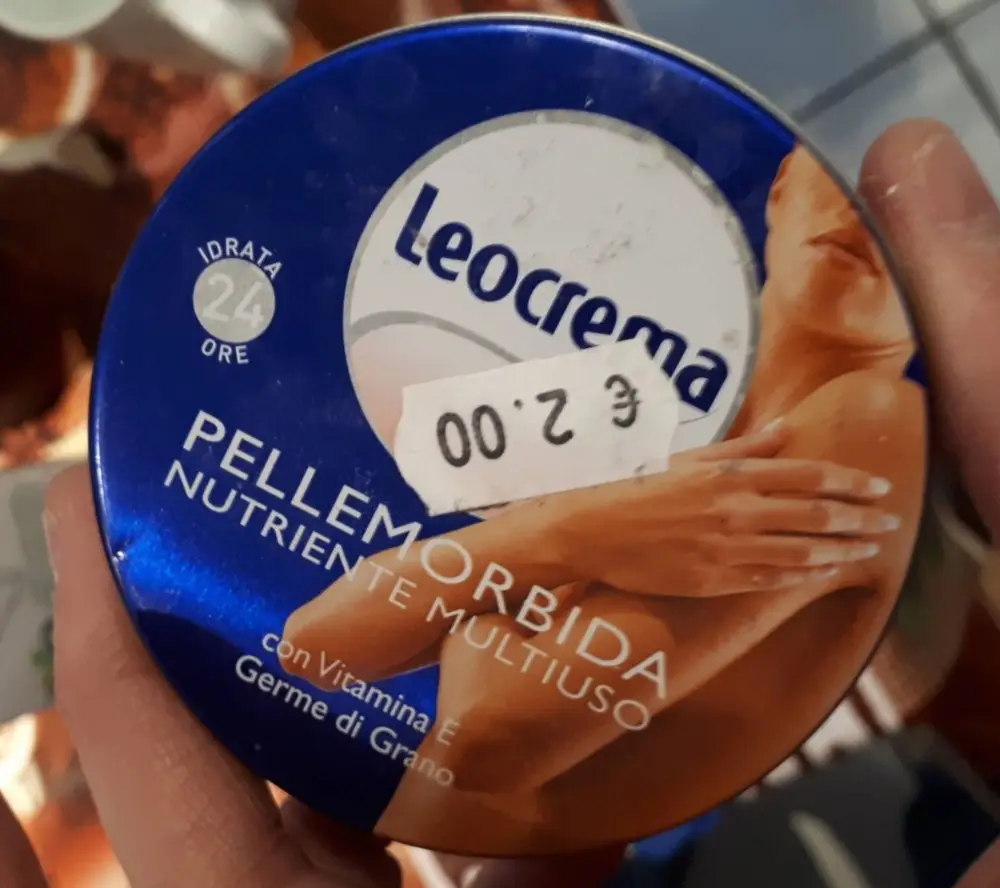 Leocrema
€ 2.00
IDRATA
24
ORE
PELLEMORBIDA
NUTRIENTE MULTIUSO
con Vitamina E
Germe di Grano